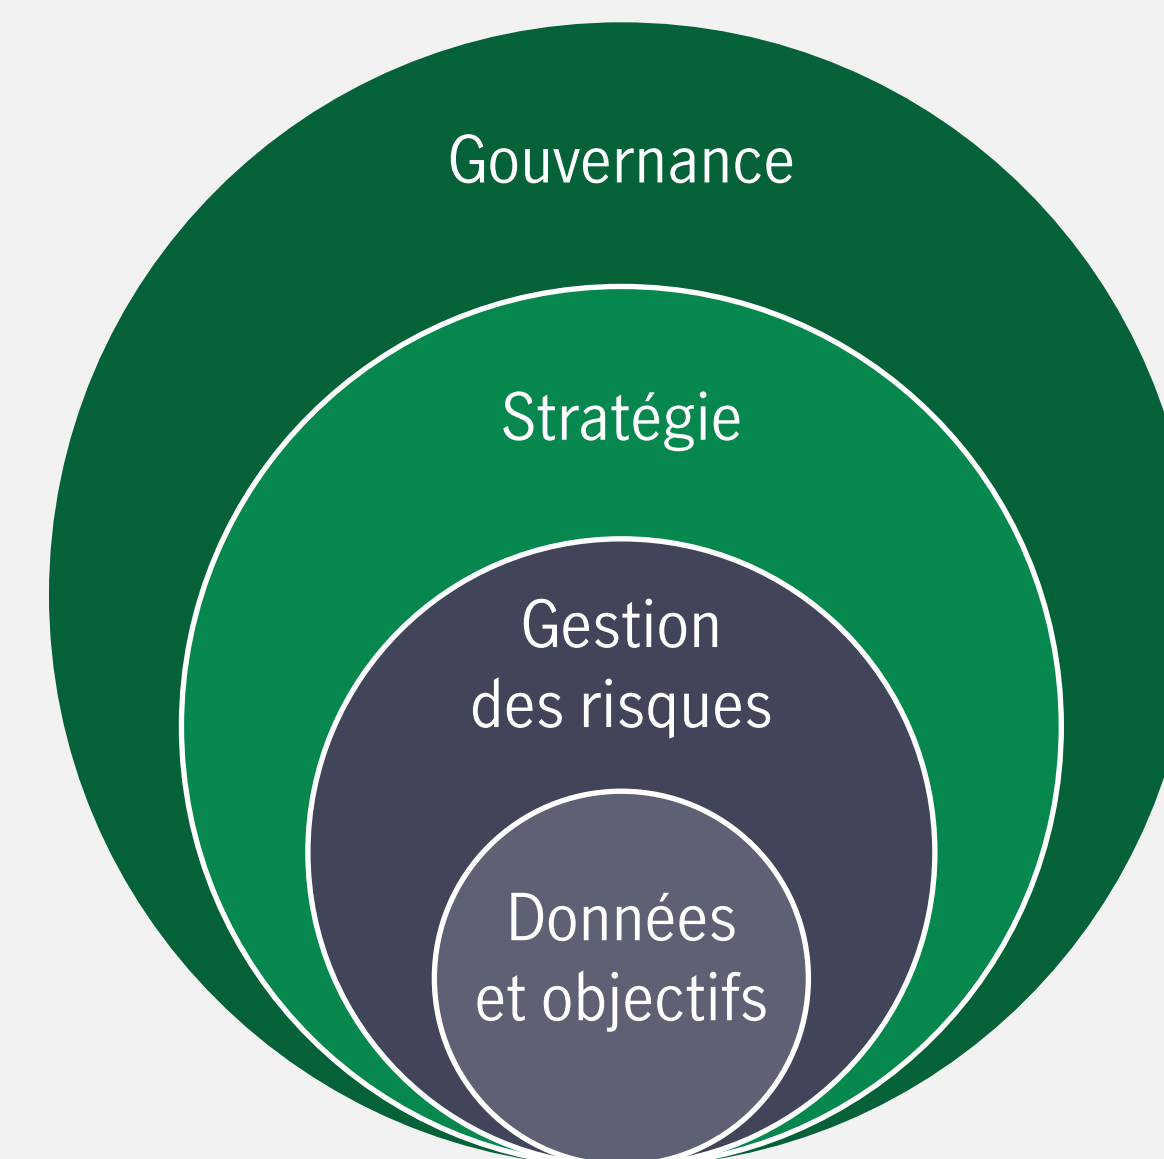 Gouvernance
Stratégie
Gestion
des risques
Données
et objectifs